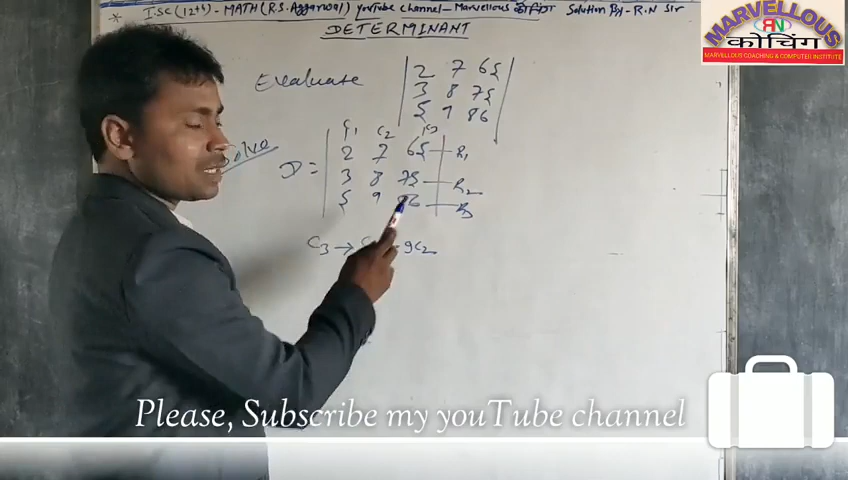 * I.SC (12th) - MATH (R.S. Aggarwal) youTube channel - Marvellous कोचिंग Solution By - R.N Sir
DETERMINANT
MARVELLOUS
RN
कोचिंग
MARVELLOUS COACHING & COMPUTER INSTITUTE
Evaluate
2 7 65
3 8 75
5 9 86
Solve
C1 C2 C3
D = 2 7 65 R1
3 8 75 R2
5 9 86 R3
C3 → - 9C2
Please, Subscribe my youTube channel